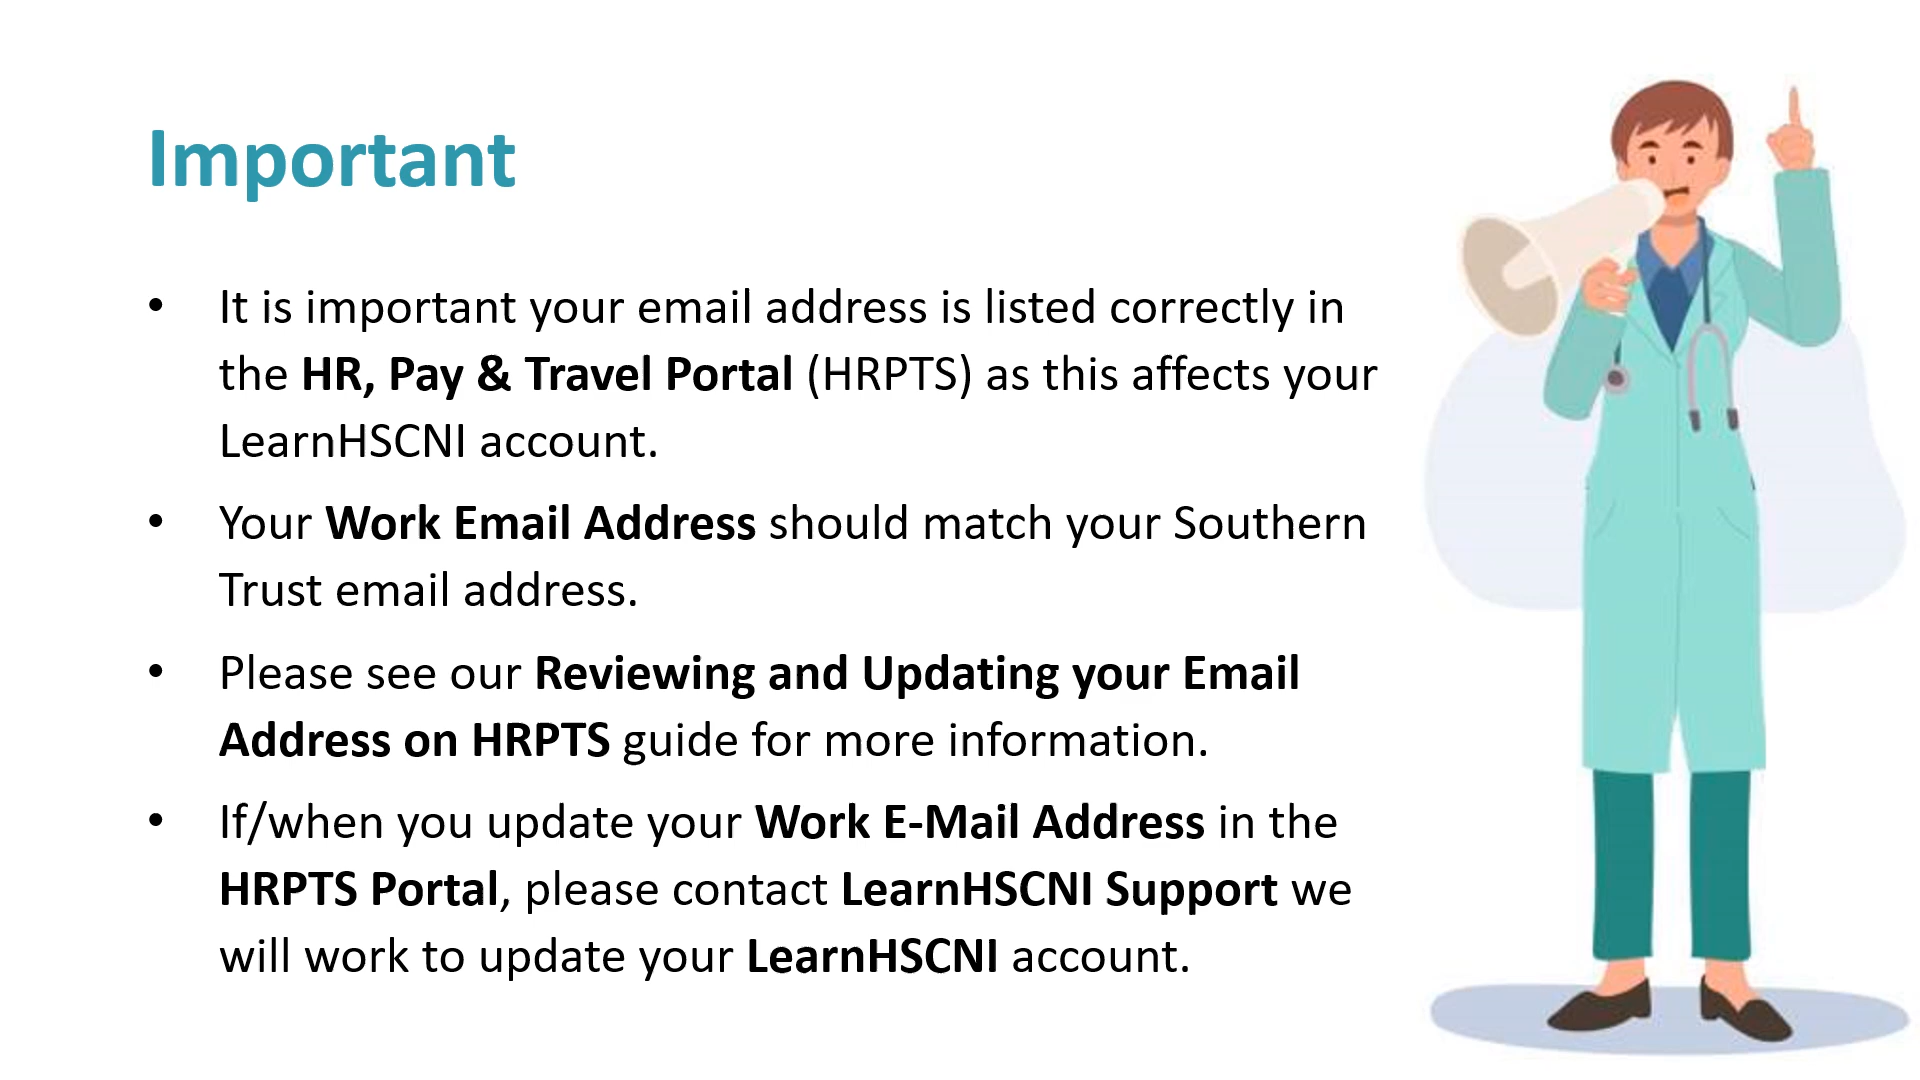 Important
• It is important your email address is listed correctly in
the HR, Pay & Travel Portal (HRPTS) as this affects your
LearnHSCNI account.
• Your Work Email Address should match your Southern
Trust email address.
• Please see our Reviewing and Updating your Email
Address on HRPTS guide for more information.
• If/when you update your Work E-Mail Address in the
HRPTS Portal, please contact LearnHSCNI Support we
will work to update your LearnHSCNI account.